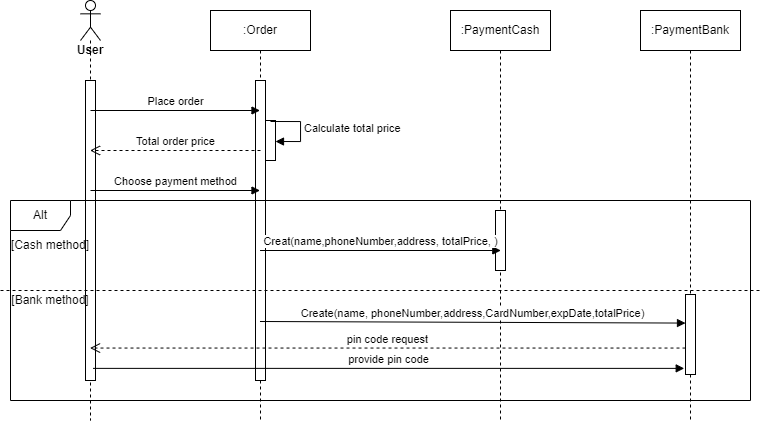 :Order
:PaymentCash
:PaymentBank
User
Place order
Calculate total price
Total order price
Choose payment method
Alt
[Cash method]
Creat(name,phoneNumber,address, totalPrice, )
[Bank method]
Create(name, phoneNumber,address,CardNumber,expDate,totalPrice)
pin code request
provide pin code